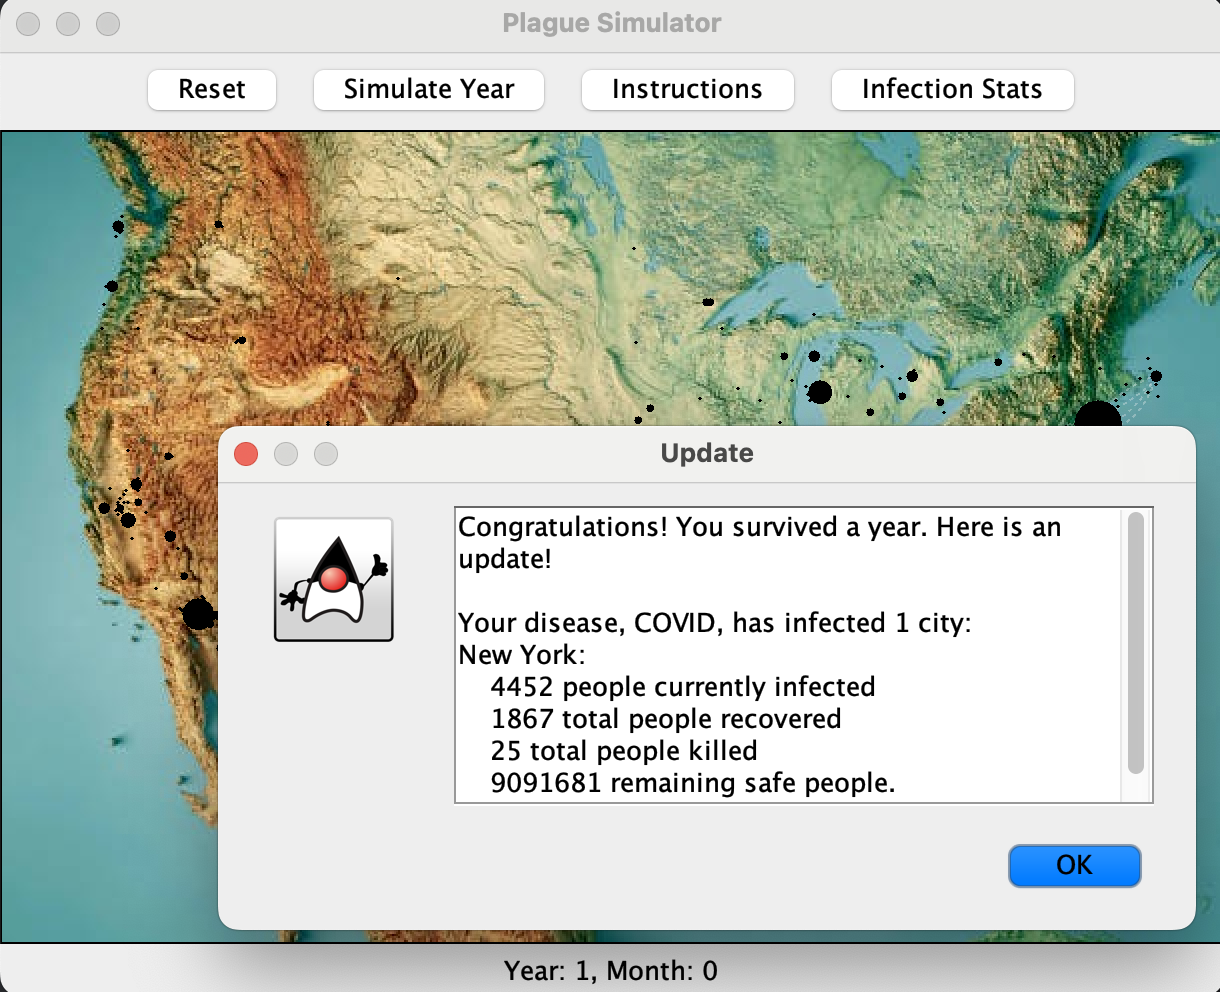 Plague Simulator
Reset
Simulate Year
Instructions
Infection Stats
Update
Congratulations! You survived a year. Here is an
update!
Your disease, COVID, has infected 1 city:
New York:
4452 people currently infected
1867 total people recovered
25 total people killed
9091681 remaining safe people.
OK
Year: 1, Month: 0